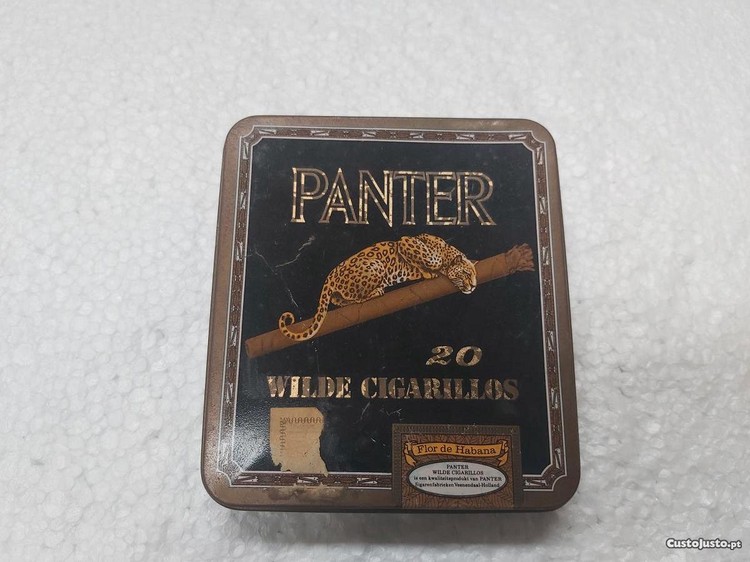 PANTER
20
WILDE CIGARILLOS
Flor de Habana
PANTER
WILDE CIGARILLOS
is een kwaliteitsprodukt van PANTER
Sigarenfabrieken Veenendaal-Holland
CustoJusto.pt